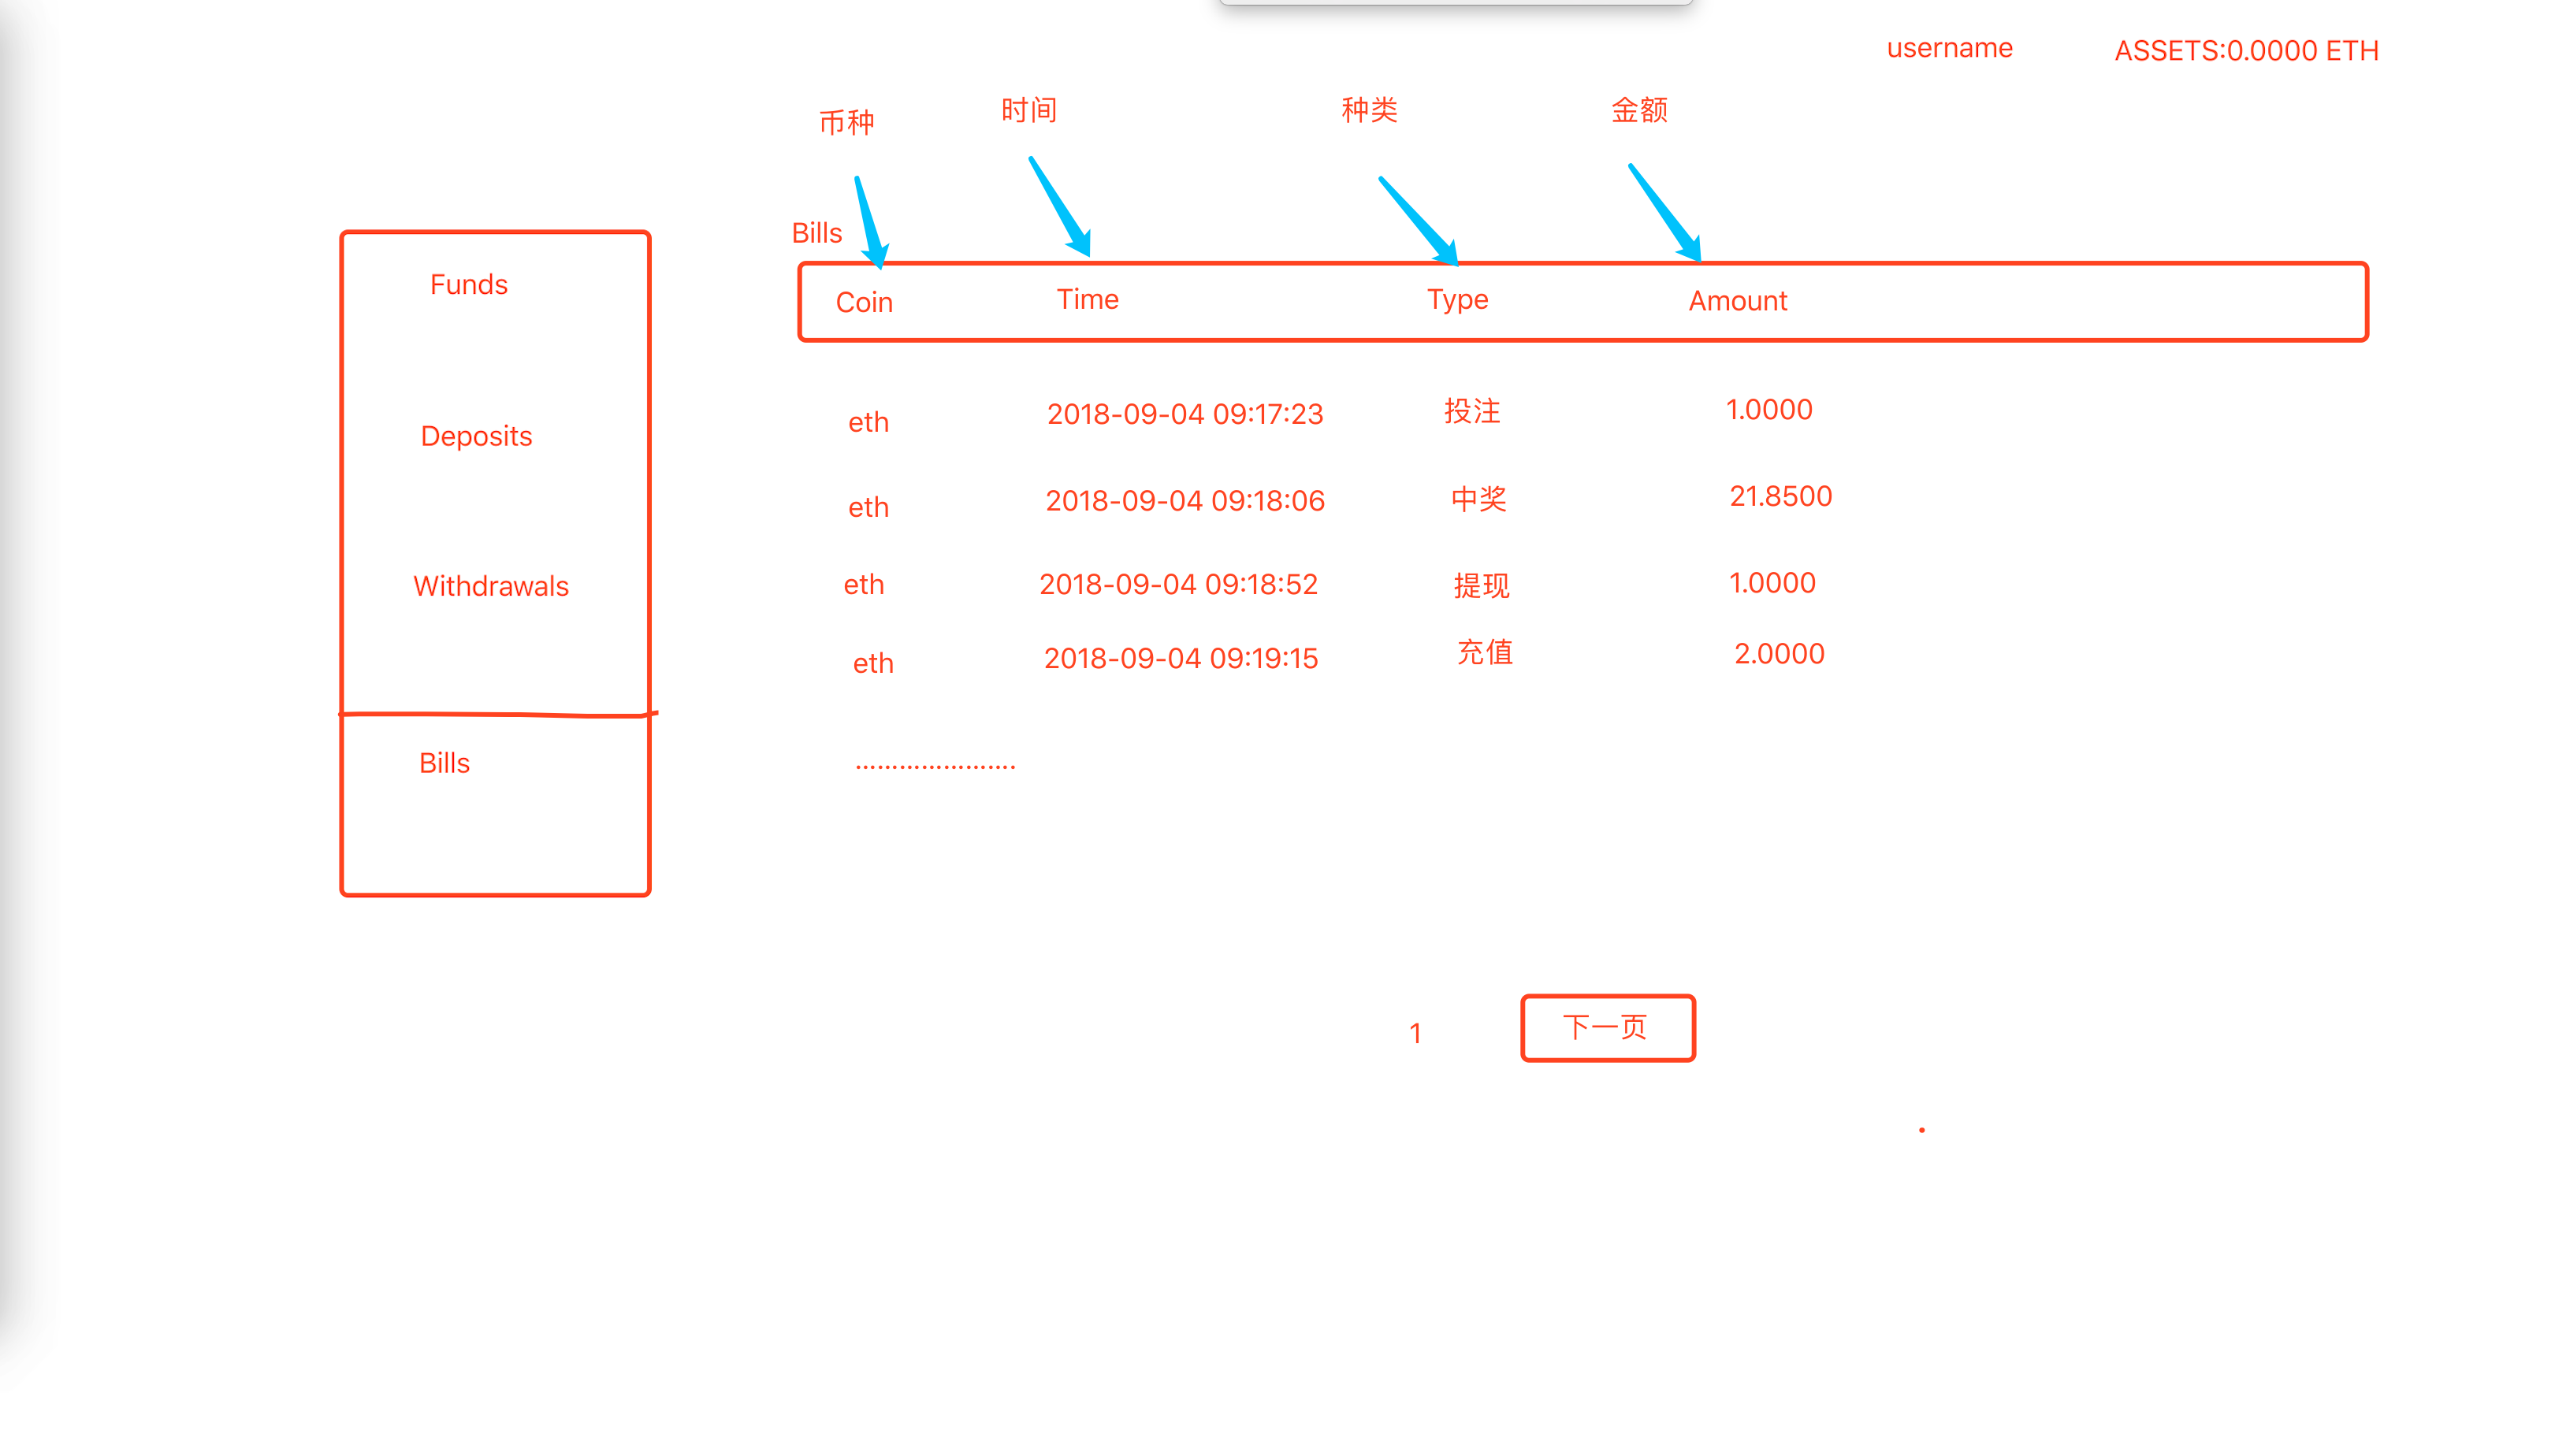 username ASSETS:0.0000 ETH
币种 时间 种类 金额
Bills
Funds
Coin Time Type Amount
Deposits
eth 2018-09-04 09:17:23 投注 1.0000
eth 2018-09-04 09:18:06 中奖 21.8500
Withdrawals
eth 2018-09-04 09:18:52 提现 1.0000
eth 2018-09-04 09:19:15 充值 2.0000
Bills
......................
1 下一页